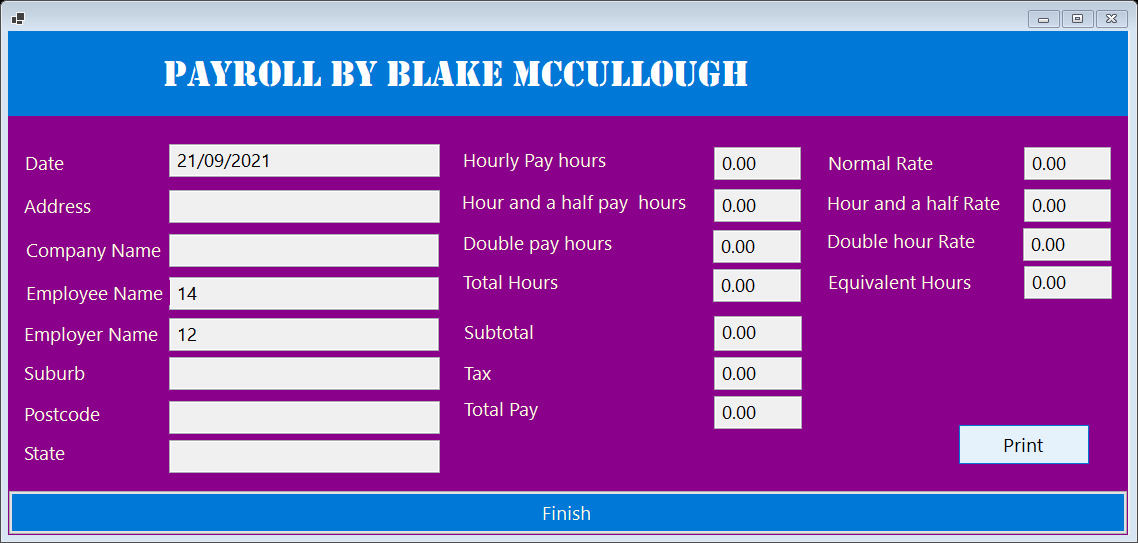 PAYROLL BY BLAKE MCCULLOUGH
Date 21/09/2021
Address
Company Name
Employee Name 14
Employer Name 12
Suburb
Postcode
State
Hourly Pay hours 0.00
Hour and a half pay hours 0.00
Double pay hours 0.00
Total Hours 0.00
Subtotal 0.00
Tax 0.00
Total Pay 0.00
Normal Rate 0.00
Hour and a half Rate 0.00
Double hour Rate 0.00
Equivalent Hours 0.00
Print
Finish